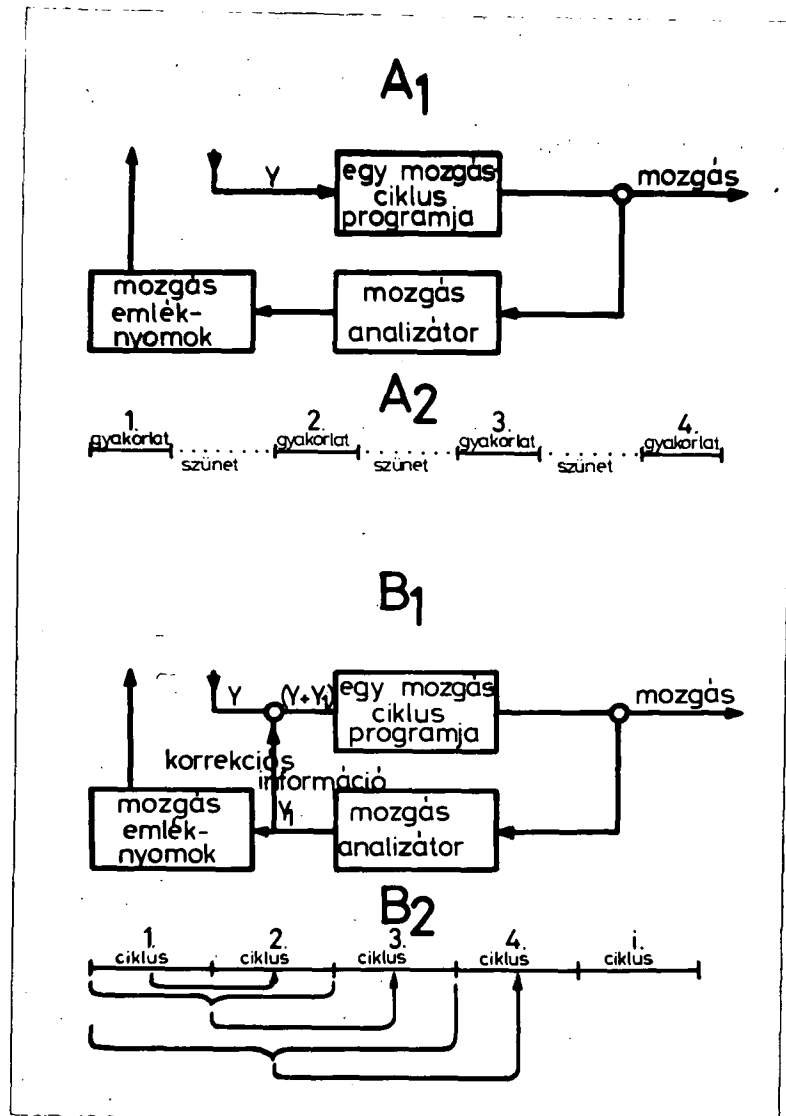 A1
Y
egy mozgás-
ciklus
programja
mozgás
mozgás
emlék-
nyomok
mozgás
analizátor
A2
1. 2. 3. 4.
gyakorlat gyakorlat gyakorlat gyakorlat
szünet szünet szünet
B1
Y (Y+Y1)
egy mozgás
ciklus
programja
mozgás
korrekciós
információ
Y1
mozgás
emlék-
nyomok
mozgás
analizátor
B2
1. 2. 3. 4. i.
ciklus ciklus ciklus ciklus ciklus